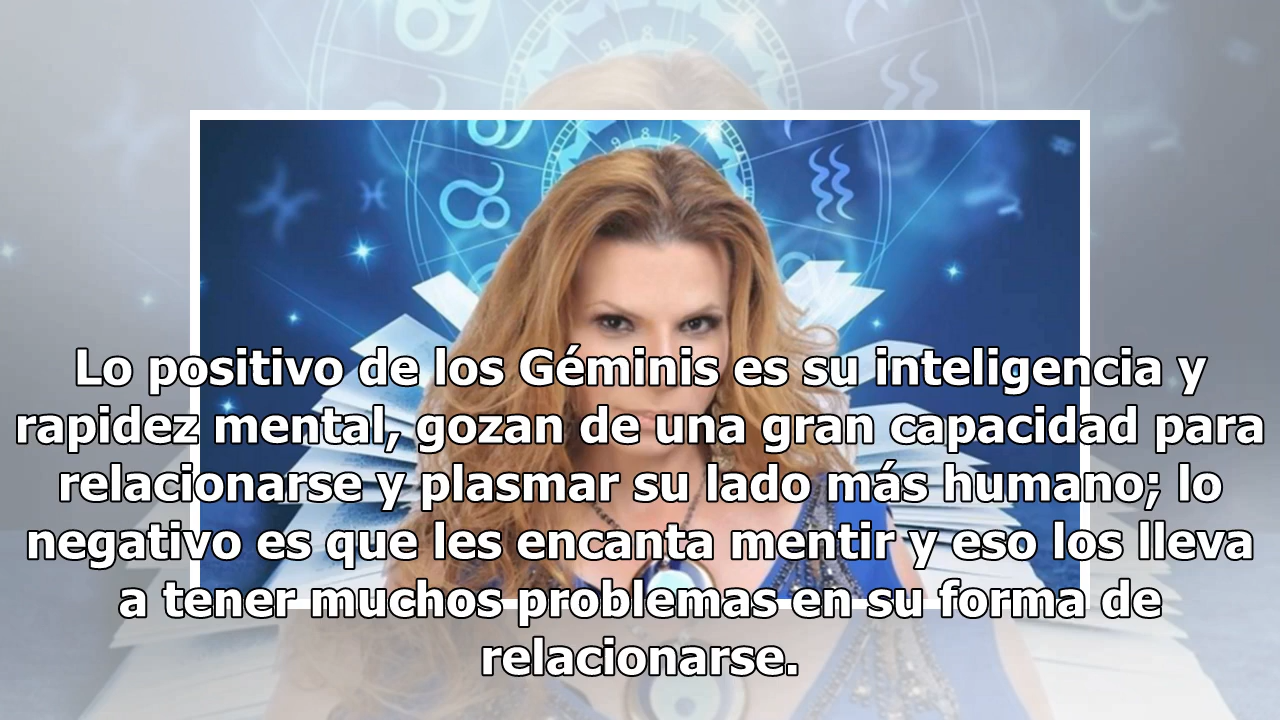 Lo positivo de los Géminis es su inteligencia y
rapidez mental, gozan de una gran capacidad para
relacionarse y plasmar su lado más humano; lo
negativo es que les encanta mentir y eso los lleva
a tener muchos problemas en su forma de
relacionarse.